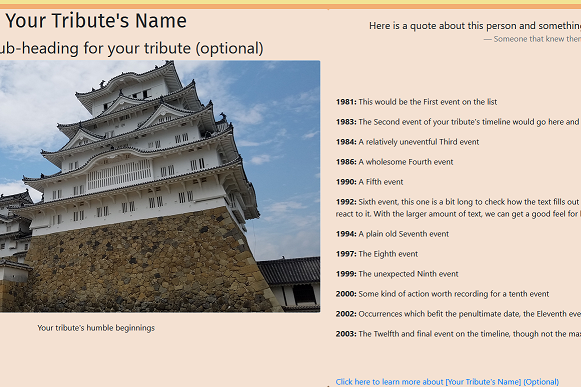 Your Tribute's Name
ub-heading for your tribute (optional)
Your tribute's humble beginnings
Here is a quote about this person and something
— Someone that knew
1981: This would be the First event on the list
1983: The Second event of your tribute's timeline would go here and
1984: A relatively uneventful Third event
1986: A wholesome Fourth event
1990: A Fifth event
1992: Sixth event, this one is a bit long to check how the text fills out
react to it. With the larger amount of text, we can get a good feel for
1994: A plain old Seventh event
1997: The Eighth event
1999: The unexpected Ninth event
2000: Some kind of action worth recording for a tenth event
2002: Occurrences which befit the penultimate date, the Eleventh
2003: The Twelfth and final event on the timeline, though not the
Click here to learn more about [Your Tribute's Name] (Optional)